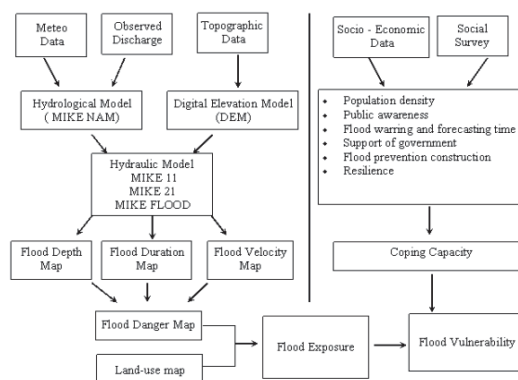 Meteo
Data
Observed
Discharge
Topographic
Data
Hydrological Model
( MIKE NAM)
Digital Elevation Model
(DEM)
Hydraulic Model
MIKE 11
MIKE 21
MIKE FLOOD
Flood Depth
Map
Flood Duration
Map
Flood Velocity
Map
Flood Danger Map
Land-use map
Flood Exposure
Socio - Economic
Data
Social
Survey
• Population density
• Public awareness
• Flood warring and forecasting time
• Support of government
• Flood prevention construction
• Resilience
Coping Capacity
Flood Vulnerability